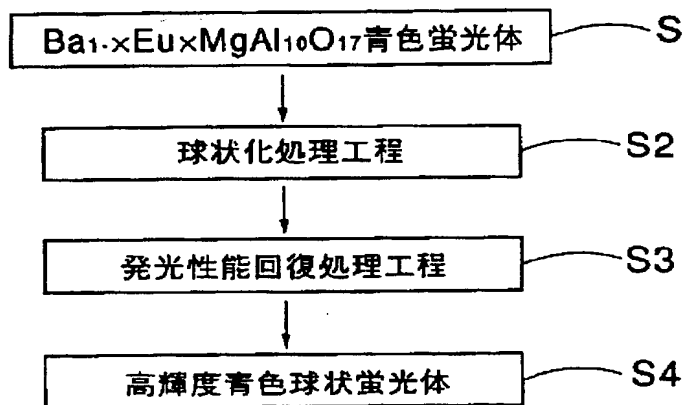 Ba₁₋ₓEuₓMgAl₁₀O₁₇青色蛍光体 S
球状化処理工程 S2
発光性能回復処理工程 S3
高輝度青色球状蛍光体 S4